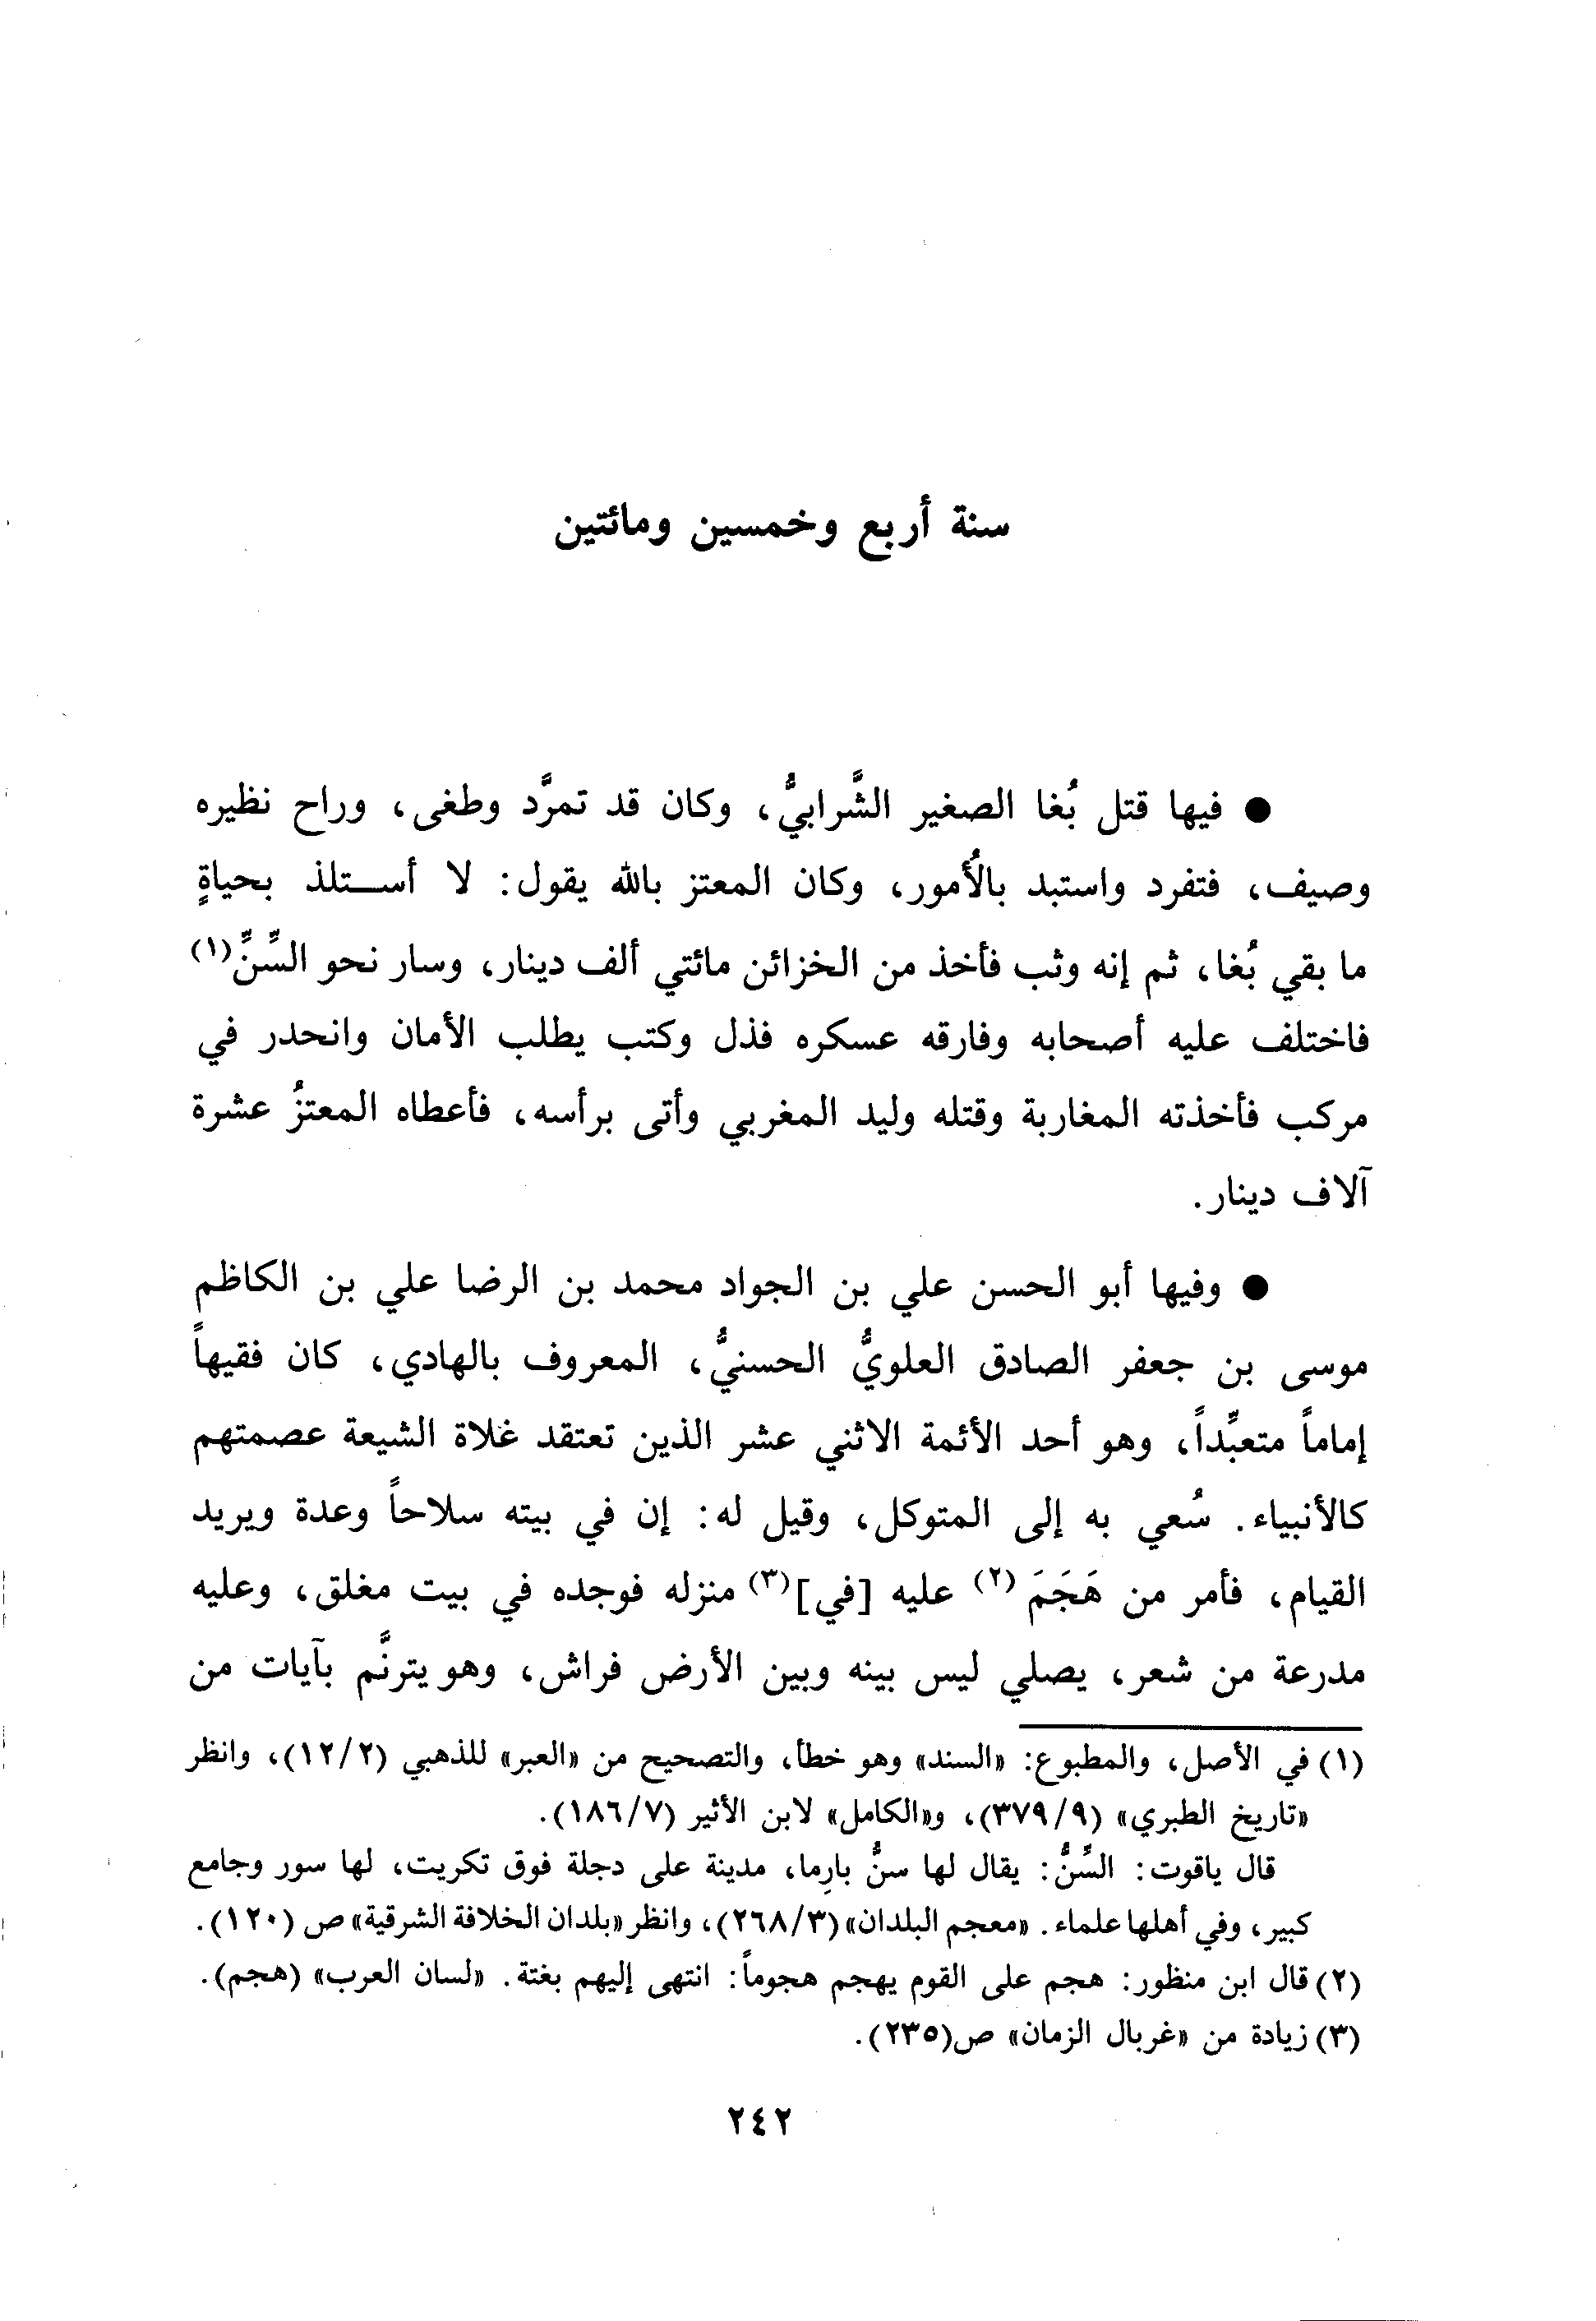 سنة أربع وخمسين ومائتين
● فيها قتل بُغا الصغير الشَّرابيُّ، وكان قد تمرَّد وطغى، وراح نظيره
وصيف، فتفرد واستبد بالأُمور، وكان المعتز بالله يقول: لا أستلذ بحياةٍ
ما بقي بُغا، ثم إنه وثب فأخذ من الخزائن مائتي ألف دينار، وسار نحو السِّنِّ(١)
فاختلف عليه أصحابه وفارقه عسكره فذل وكتب يطلب الأمان وانحدر في
مركب فأخذته المغاربة وقتله وليد المغربي وأتى برأسه، فأعطاه المعتزُ عشرة
آلاف دينار.
● وفيها أبو الحسن علي بن الجواد محمد بن الرضا علي بن الكاظم
موسى بن جعفر الصادق العلويُّ الحسنيُّ، المعروف بالهادي، كان فقيهاً
إماماً متعبِّداً، وهو أحد الأئمة الاثني عشر الذين تعتقد غلاة الشيعة عصمتهم
كالأنبياء. سُعي به إلى المتوكل، وقيل له: إن في بيته سلاحاً وعدة ويريد
القيام، فأمر من هَجَمَ(٢) عليه [في](٣) منزله فوجده في بيت مغلق، وعليه
مدرعة من شعر، يصلي ليس بينه وبين الأرض فراش، وهو يترنَّم بآيات من
(١) في الأصل، والمطبوع: «السند» وهو خطأ، والتصحيح من «العبر» للذهبي (١٢/٢)، وانظر
«تاريخ الطبري» (٣٧٩/٩)، و«الكامل» لابن الأثير (١٨٦/٧).
قال ياقوت: السِّنُّ: يقال لها سنُّ بارِما، مدينة على دجلة فوق تكريت، لها سور وجامع
كبير، وفي أهلها علماء. «معجم البلدان» (٢٦٨/٣)، وانظر «بلدان الخلافة الشرقية» ص (١٢٠).
(٢) قال ابن منظور: هجم على القوم يهجم هجوماً: انتهى إليهم بغتة. «لسان العرب» (هجم).
(٣) زيادة من «غربال الزمان» ص(٢٣٥).
٢٤٢